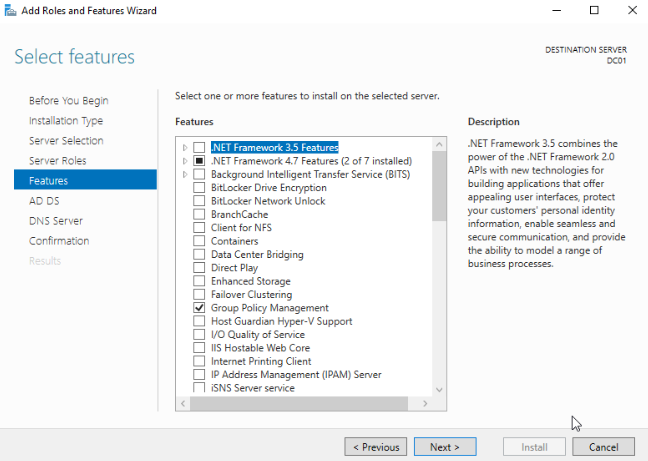 Add Roles and Features Wizard
Select features
DESTINATION SERVER
DC01
Before You Begin
Installation Type
Server Selection
Server Roles
Features
AD DS
DNS Server
Confirmation
Results
Select one or more features to install on the selected server.
Features
.NET Framework 3.5 Features
.NET Framework 4.7 Features (2 of 7 installed)
Background Intelligent Transfer Service (BITS)
BitLocker Drive Encryption
BitLocker Network Unlock
BranchCache
Client for NFS
Containers
Data Center Bridging
Direct Play
Enhanced Storage
Failover Clustering
Group Policy Management
Host Guardian Hyper-V Support
I/O Quality of Service
IIS Hostable Web Core
Internet Printing Client
IP Address Management (IPAM) Server
iSNS Server service
Description
.NET Framework 3.5 combines the
power of the .NET Framework 2.0
APIs with new technologies for
building applications that offer
appealing user interfaces, protect
your customers' personal identity
information, enable seamless and
secure communication, and provide
the ability to model a range of
business processes.
< Previous
Next >
Install
Cancel